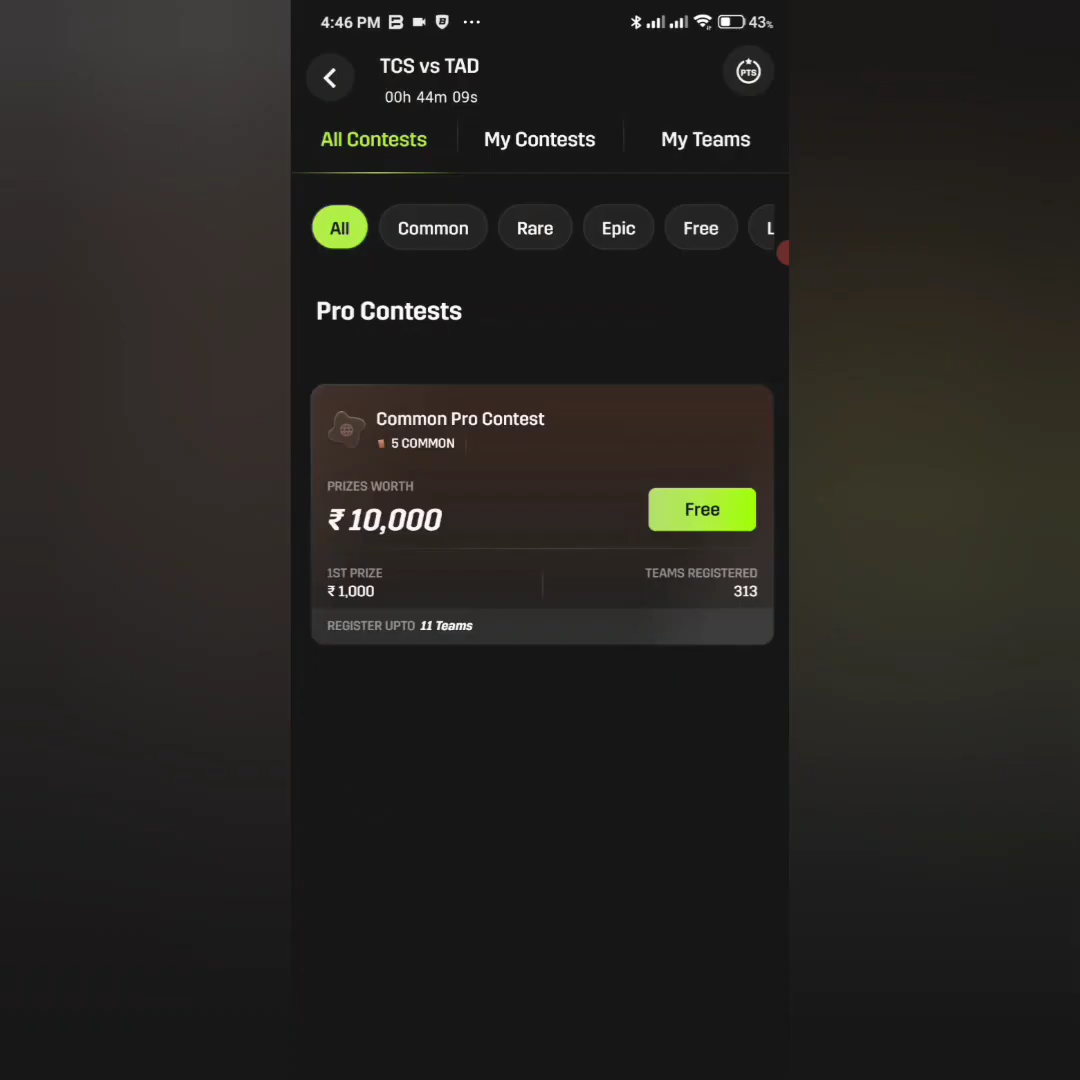 4:46 PM
43%
TCS vs TAD
PTS
00h 44m 09s
All Contests
My Contests
My Teams
All
Common
Rare
Epic
Free
L
Pro Contests
Common Pro Contest
5 COMMON
PRIZES WORTH
₹10,000
Free
1ST PRIZE
TEAMS REGISTERED
₹1,000
313
REGISTER UPTO 11 Teams